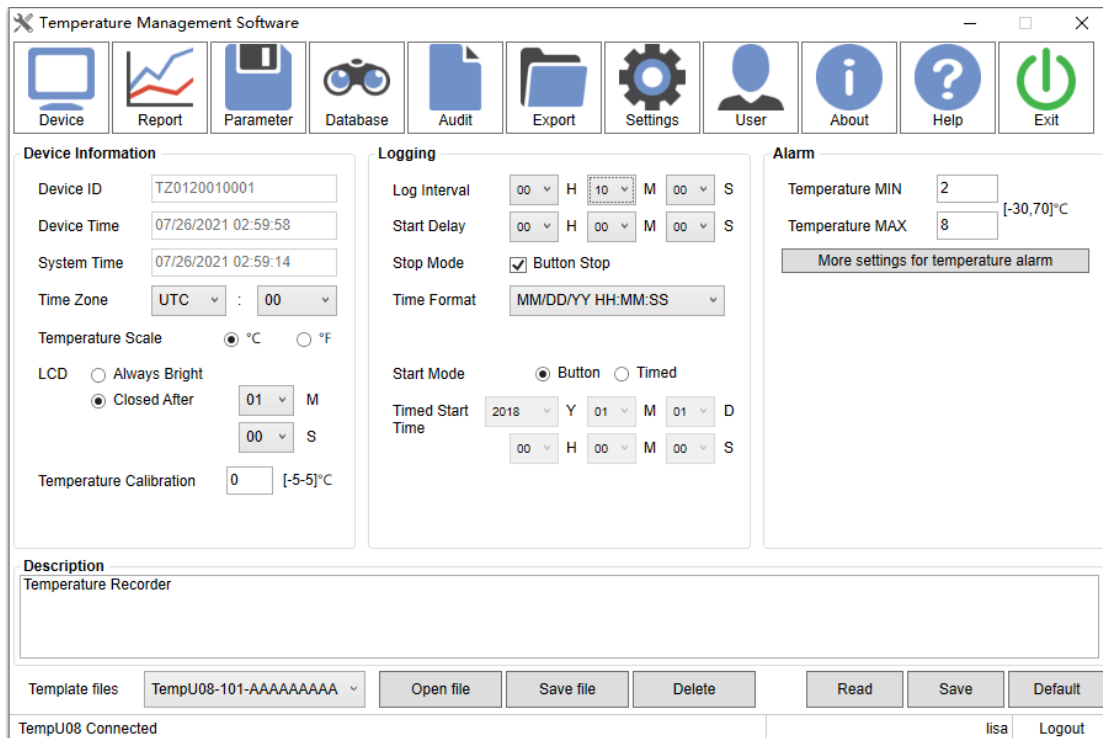 Temperature Management Software
Device Report Parameter Database Audit Export Settings User About Help Exit
Device Information
Device ID TZ0120010001
Device Time 07/26/2021 02:59:58
System Time 07/26/2021 02:59:14
Time Zone UTC : 00
Temperature Scale °C °F
LCD Always Bright
Closed After 01 M
00 S
Temperature Calibration 0 [-5-5]°C
Logging
Log Interval 00 H 10 M 00 S
Start Delay 00 H 00 M 00 S
Stop Mode Button Stop
Time Format MM/DD/YY HH:MM:SS
Start Mode Button Timed
Timed Start Time 2018 Y 01 M 01 D
00 H 00 M 00 S
Alarm
Temperature MIN 2
[-30,70]°C
Temperature MAX 8
More settings for temperature alarm
Description
Temperature Recorder
Template files TempU08-101-AAAAAAAAA Open file Save file Delete Read Save Default
TempU08 Connected lisa Logout